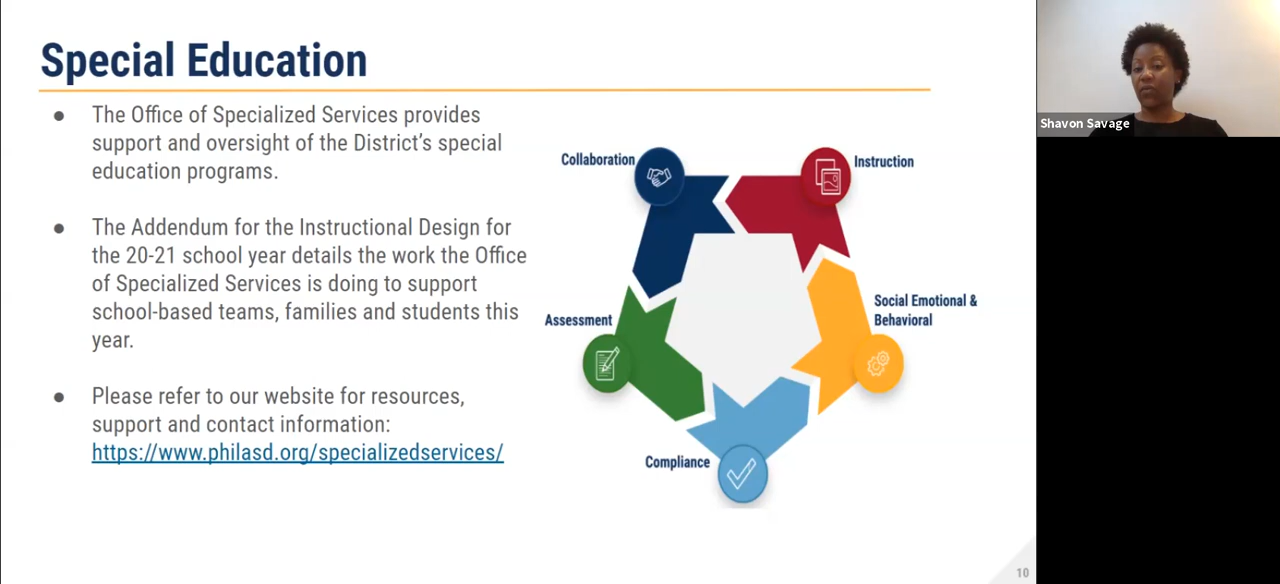 Special Education
● The Office of Specialized Services provides
support and oversight of the District's special
education programs.
● The Addendum for the Instructional Design for
the 20-21 school year details the work the Office
of Specialized Services is doing to support
school-based teams, families and students this
year.
● Please refer to our website for resources,
support and contact information:
https://www.philasd.org/specializedservices/
Collaboration
Instruction
Social Emotional &
Behavioral
Assessment
Compliance
10
Shavon Savage